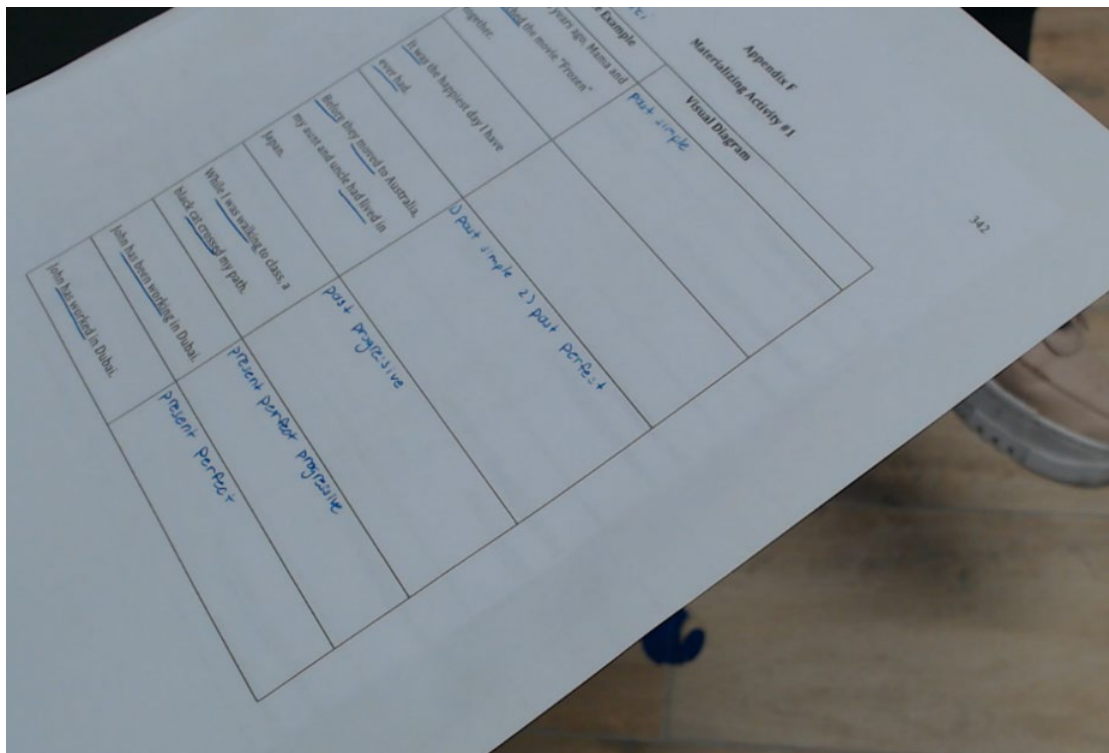 342
Appendix F
Materializing Activity #1
Example
Visual Diagram
years ago, Mama and
the movie "Frozen"
together.
past simple
It was the happiest day I have
ever had.
Before they moved to Australia,
my aunt and uncle had lived in
Japan.
1) past simple 2) past perfect
While I was walking to class, a
black cat crossed my path.
past progressive
John has been working in Dubai.
present perfect progressive
John has worked in Dubai.
present perfect